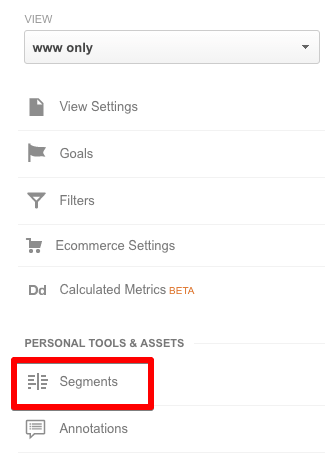 VIEW
www only
View Settings
Goals
Filters
Ecommerce Settings
Dd Calculated Metrics BETA
PERSONAL TOOLS & ASSETS
Segments
Annotations